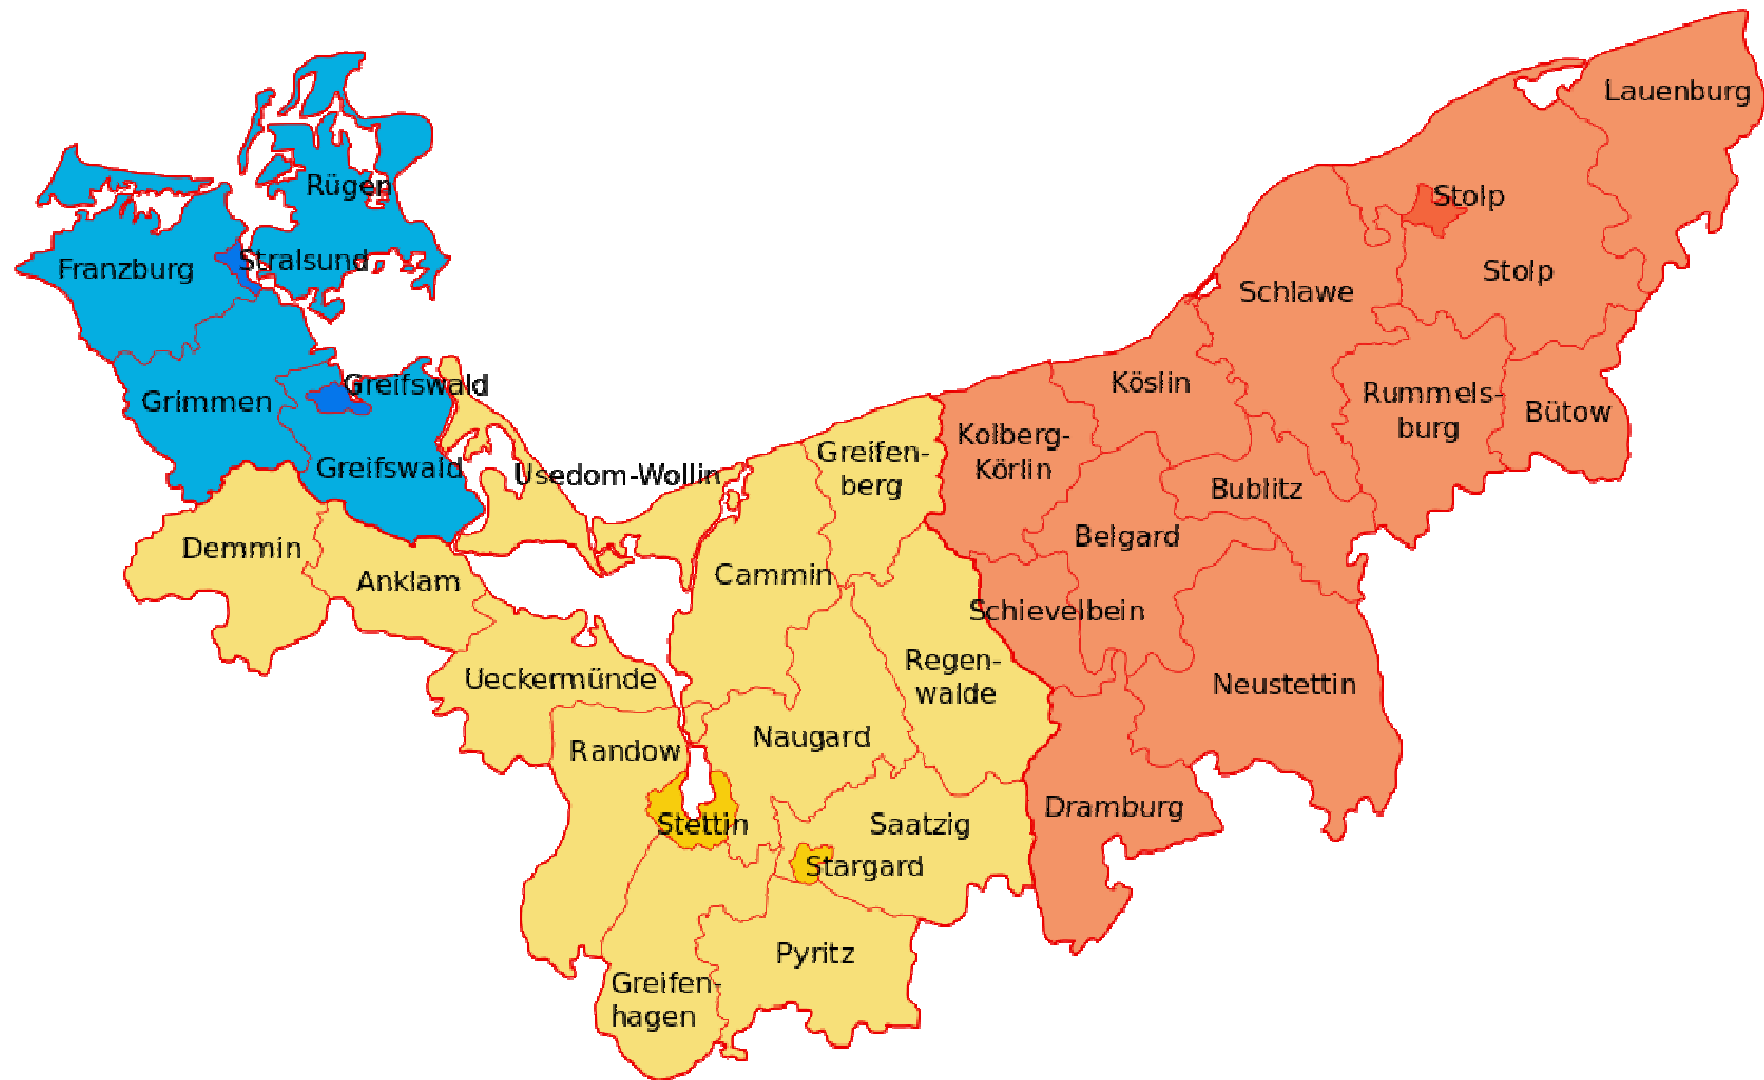 Lauenburg
Rügen
Stolp
Stralsund
Franzburg
Stolp
Schlawe
Greifswald
Köslin
Grimmen
Rummels-
burg
Bütow
Kolberg-
Körlin
Greifen-
berg
Greifswald
Usedom-Wollin
Bublitz
Belgard
Demmin
Anklam
Cammin
Schievelbein
Regen-
walde
Ueckermünde
Neustettin
Naugard
Randow
Dramburg
Stettin
Saatzig
Stargard
Pyritz
Greifen-
hagen